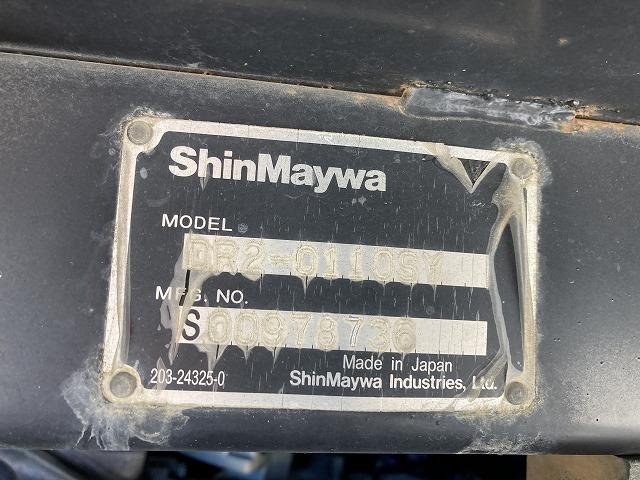 ShinMaywa
MODEL
DR2-0110SY
MFG. NO.
S00978736
Made in Japan
203-24325-0
ShinMaywa Industries, Ltd.